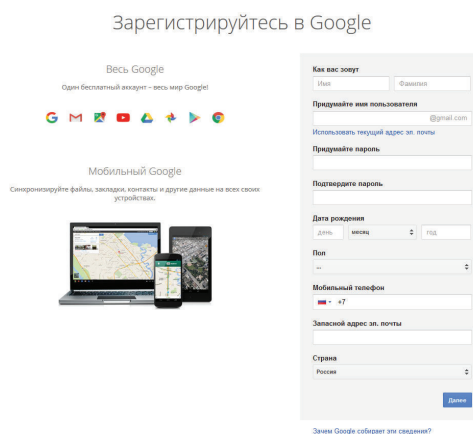 Зарегистрируйтесь в Google
Весь Google
Один бесплатный аккаунт – весь мир Google!
Мобильный Google
Синхронизируйте файлы, закладки, контакты и другие данные на всех своих
устройствах.
Как вас зовут
Имя Фамилия
Придумайте имя пользователя
@gmail.com
Использовать текущий адрес эл. почты
Придумайте пароль
Подтвердите пароль
Дата рождения
день месяц год
Пол
...
Мобильный телефон
+7
Запасной адрес эл. почты
Страна
Россия
Далее
Зачем Google собирает эти сведения?